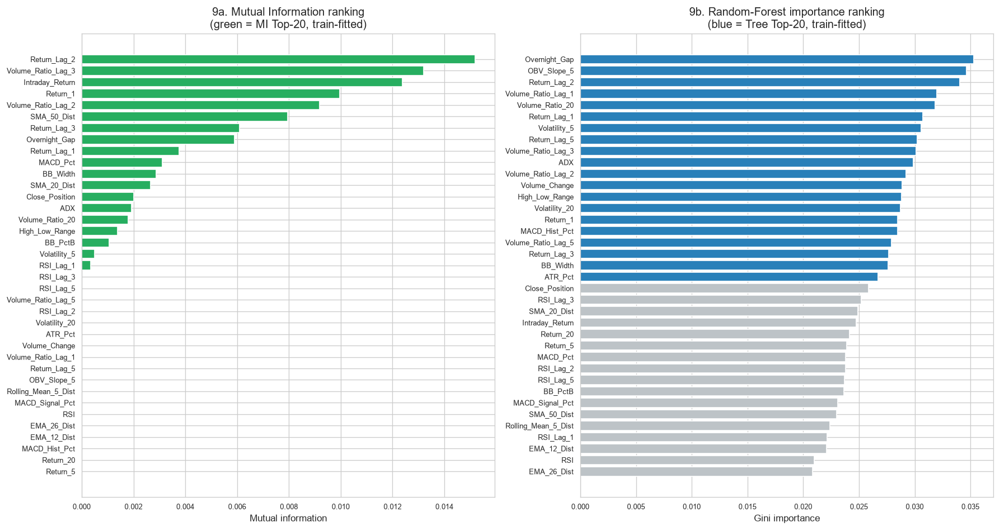 9a. Mutual Information ranking
(green = MI Top-20, train-fitted)
Return_Lag_2
Volume_Ratio_Lag_3
Intraday_Return
Return_1
Volume_Ratio_Lag_2
SMA_50_Dist
Return_Lag_3
Overnight_Gap
Return_Lag_1
MACD_Pct
BB_Width
SMA_20_Dist
Close_Position
ADX
Volume_Ratio_20
High_Low_Range
BB_PctB
Volatility_5
RSI_Lag_1
RSI_Lag_3
RSI_Lag_5
Volume_Ratio_Lag_5
RSI_Lag_2
Volatility_20
ATR_Pct
Volume_Change
Volume_Ratio_Lag_1
Return_Lag_5
OBV_Slope_5
Rolling_Mean_5_Dist
MACD_Signal_Pct
RSI
EMA_26_Dist
EMA_12_Dist
MACD_Hist_Pct
Return_20
Return_5
0.000 0.002 0.004 0.006 0.008 0.010 0.012 0.014
Mutual information
9b. Random-Forest importance ranking
(blue = Tree Top-20, train-fitted)
Overnight_Gap
OBV_Slope_5
Return_Lag_2
Volume_Ratio_Lag_1
Volume_Ratio_20
Return_Lag_1
Volatility_5
Return_Lag_5
Volume_Ratio_Lag_3
ADX
Volume_Ratio_Lag_2
Volume_Change
High_Low_Range
Volatility_20
Return_1
MACD_Hist_Pct
Volume_Ratio_Lag_5
Return_Lag_3
BB_Width
ATR_Pct
Close_Position
RSI_Lag_3
SMA_20_Dist
Intraday_Return
Return_20
Return_5
MACD_Pct
RSI_Lag_2
RSI_Lag_5
BB_PctB
MACD_Signal_Pct
SMA_50_Dist
Rolling_Mean_5_Dist
RSI_Lag_1
EMA_12_Dist
RSI
EMA_26_Dist
0.000 0.005 0.010 0.015 0.020 0.025 0.030 0.035
Gini importance